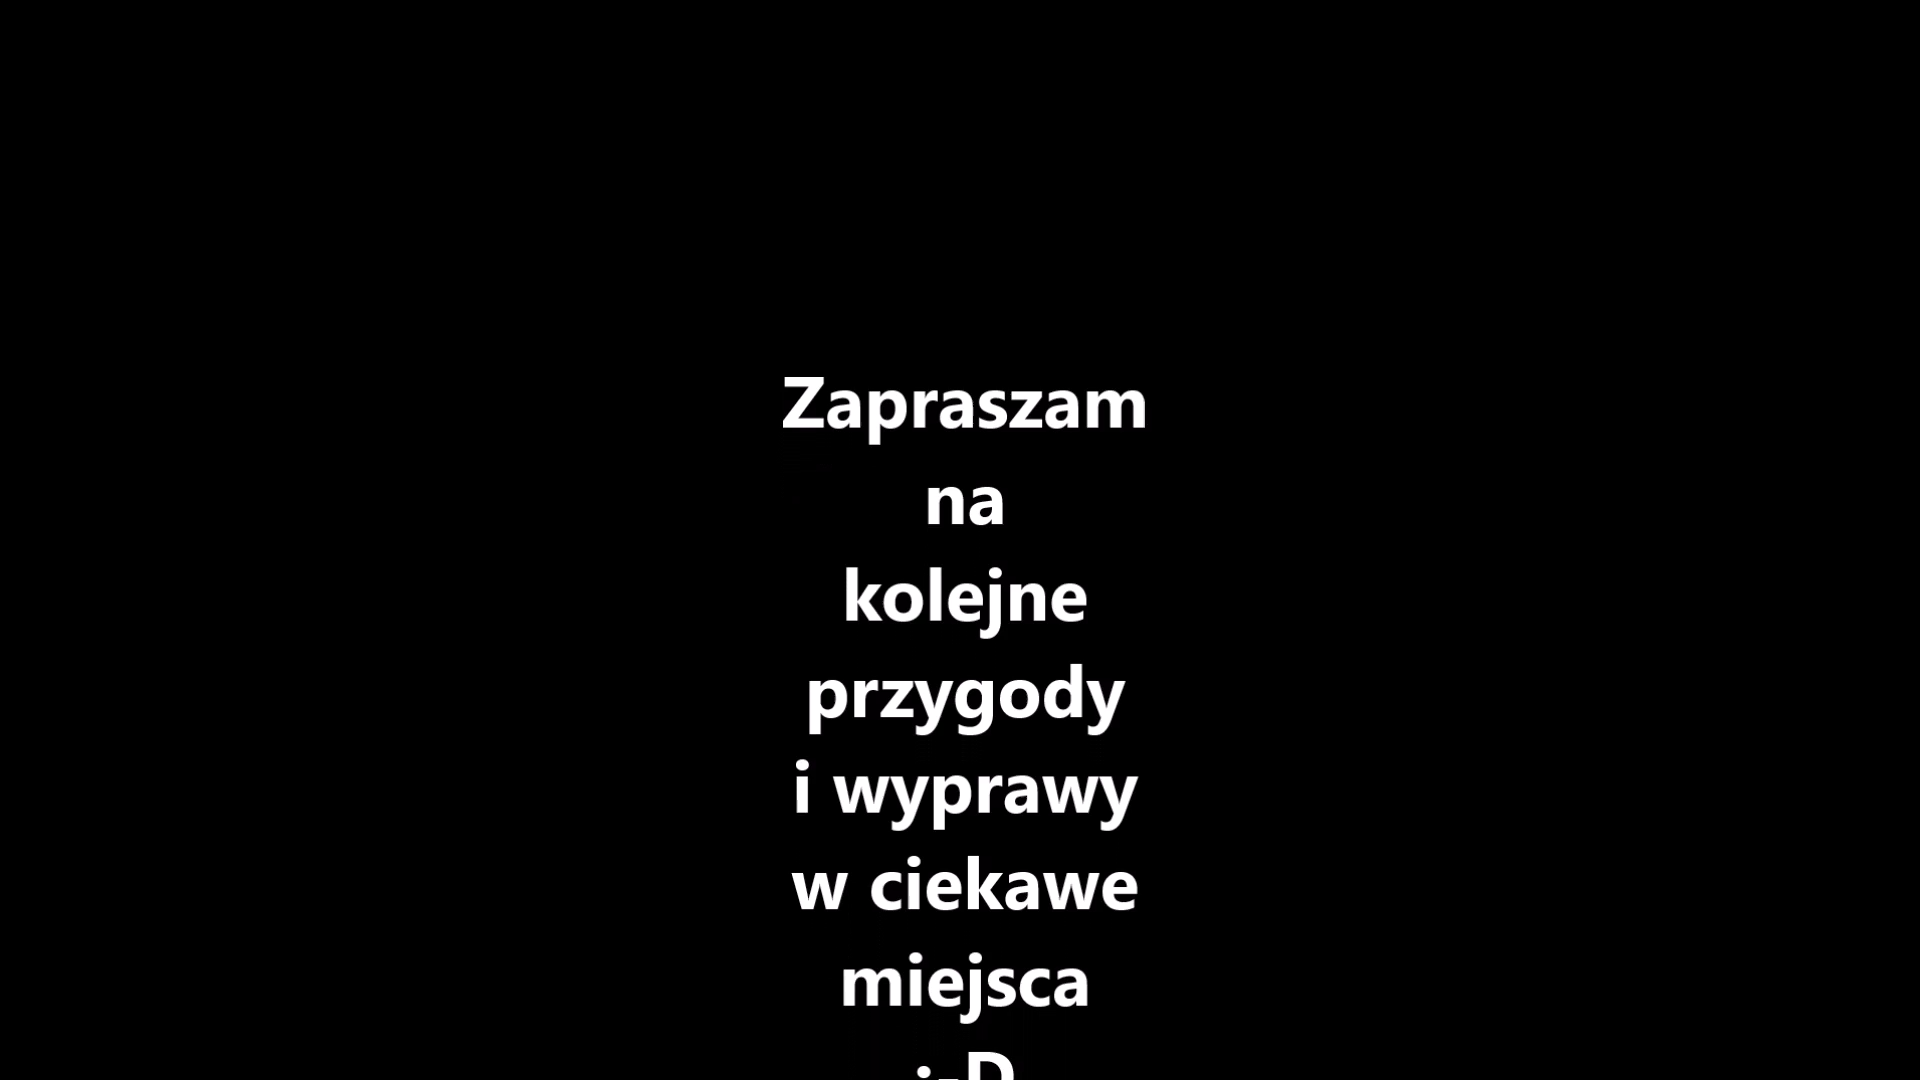 Zapraszam
na
kolejne
przygody
i wyprawy
w ciekawe
miejsca
:-D